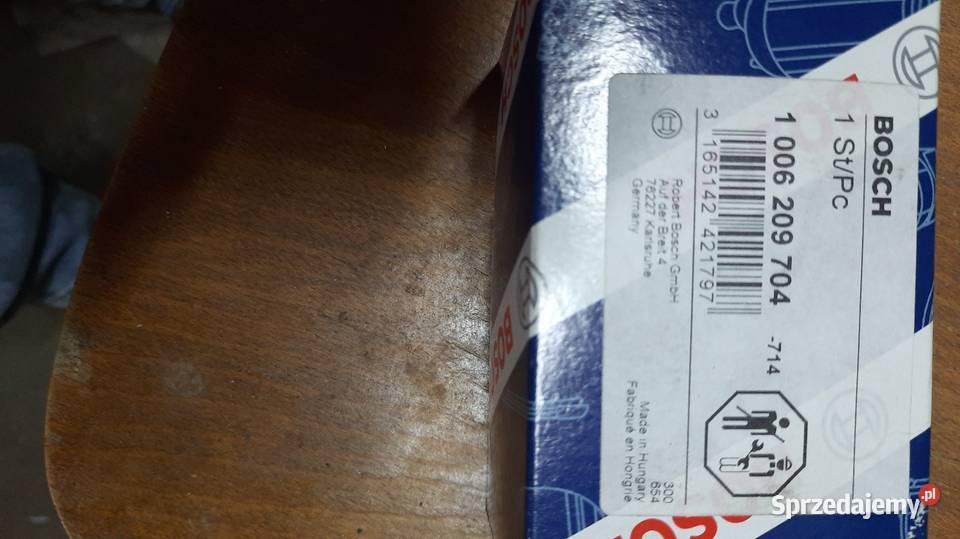 BOSCH
1 St/Pc
1 006 209 704 -714
3 165142 421797
Robert Bosch GmbH
Auf der Breit 4
76227 Karlsruhe
Germany
300
654
Made in Hungary
Fabriqué en Hongrie
Sprzedajemy.pl